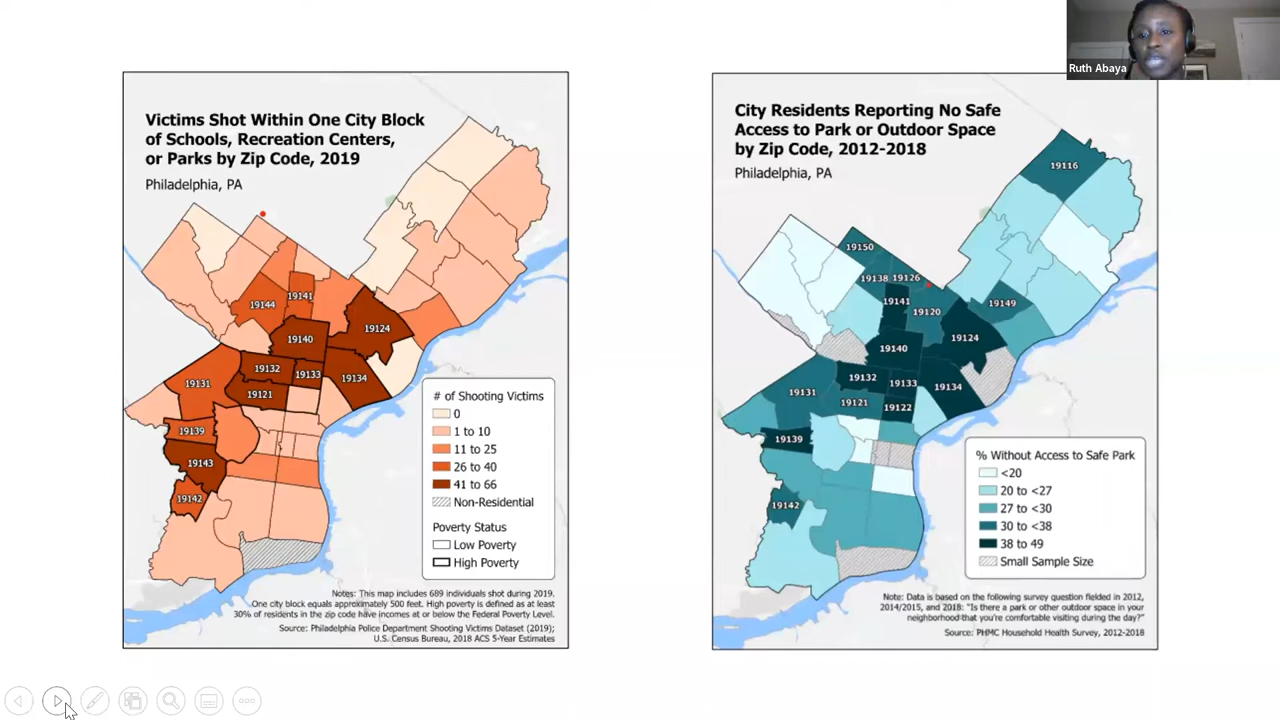 Ruth Abaya
Victims Shot Within One City Block
of Schools, Recreation Centers,
or Parks by Zip Code, 2019
Philadelphia, PA
19144
19141
19124
19140
19132
19133
19134
19131
19121
19139
19143
19142
# of Shooting Victims
0
1 to 10
11 to 25
26 to 40
41 to 66
Non-Residential
Poverty Status
Low Poverty
High Poverty
Notes: This map includes 689 individuals shot during 2019.
One city block equals approximately 500 feet. High poverty is defined as at least
30% of residents in the zip code have incomes at or below the Federal Poverty Level.
Source: Philadelphia Police Department Shooting Victims Dataset (2019);
U.S. Census Bureau, 2018 ACS 5-Year Estimates
City Residents Reporting No Safe
Access to Park or Outdoor Space
by Zip Code, 2012-2018
Philadelphia, PA
19116
19150
19138
19126
19141
19120
19149
19124
19140
19132
19133
19134
19131
19121
19122
19139
19142
% Without Access to Safe Park
<20
20 to <27
27 to <30
30 to <38
38 to 49
Small Sample Size
Note: Data is based on the following survey question fielded in 2012,
2014/2015, and 2018: "Is there a park or other outdoor space in your
neighborhood that you're comfortable visiting during the day?"
Source: PHMC Household Health Survey, 2012-2018